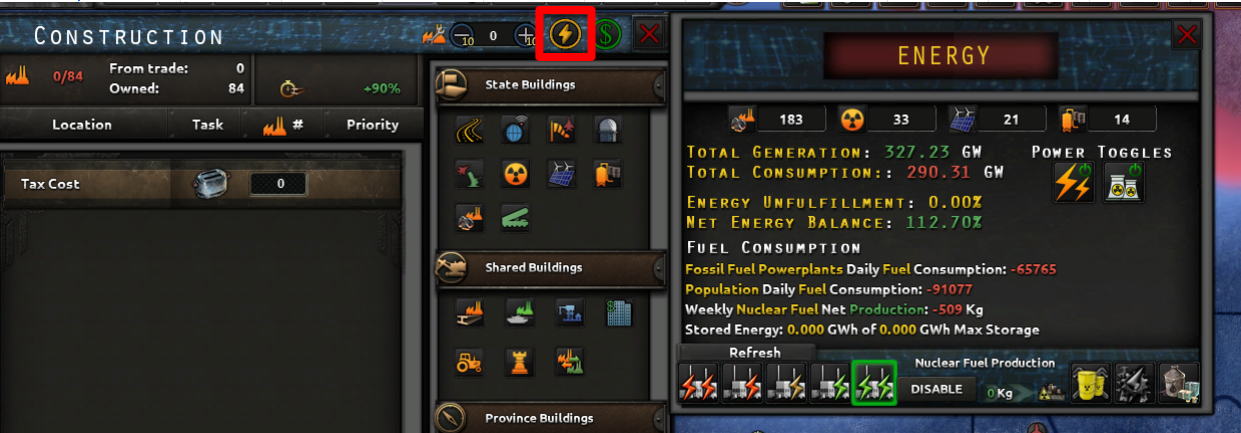 CONSTRUCTION
10 0 10
0/84
From trade: 0
Owned: 84
+90%
Location Task # Priority
Tax Cost 0
State Buildings
Shared Buildings
Province Buildings
ENERGY
183 33 21 14
TOTAL GENERATION: 327.23 GW
TOTAL CONSUMPTION:: 290.31 GW
POWER TOGGLES
ENERGY UNFULFILLMENT: 0.00%
NET ENERGY BALANCE: 112.70%
FUEL CONSUMPTION
Fossil Fuel Powerplants Daily Fuel Consumption: -65765
Population Daily Fuel Consumption: -91077
Weekly Nuclear Fuel Net Production: -509 Kg
Stored Energy: 0.000 GWh of 0.000 GWh Max Storage
Refresh
Nuclear Fuel Production
DISABLE 0 Kg